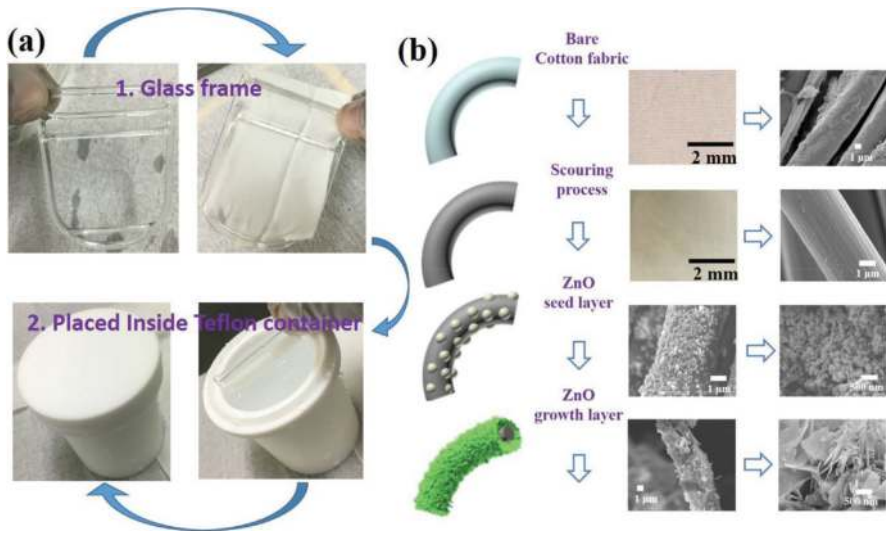 (a)
1. Glass frame
2. Placed Inside Teflon container
(b)
Bare
Cotton fabric
2 mm
1 µm
Scouring
process
2 mm
1 µm
ZnO
seed layer
1 µm
500 nm
ZnO
growth layer
1 µm
500 nm